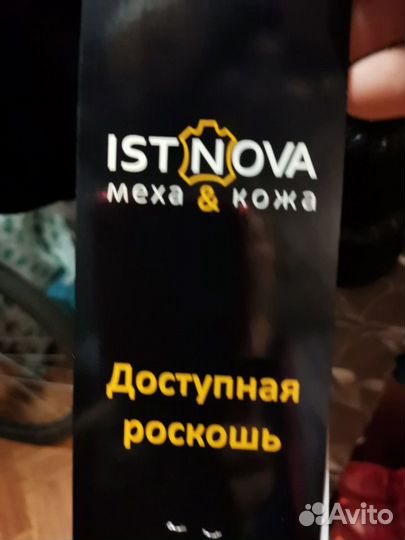 ISTNOVA
меха & кожа
Доступная
роскошь
Avito